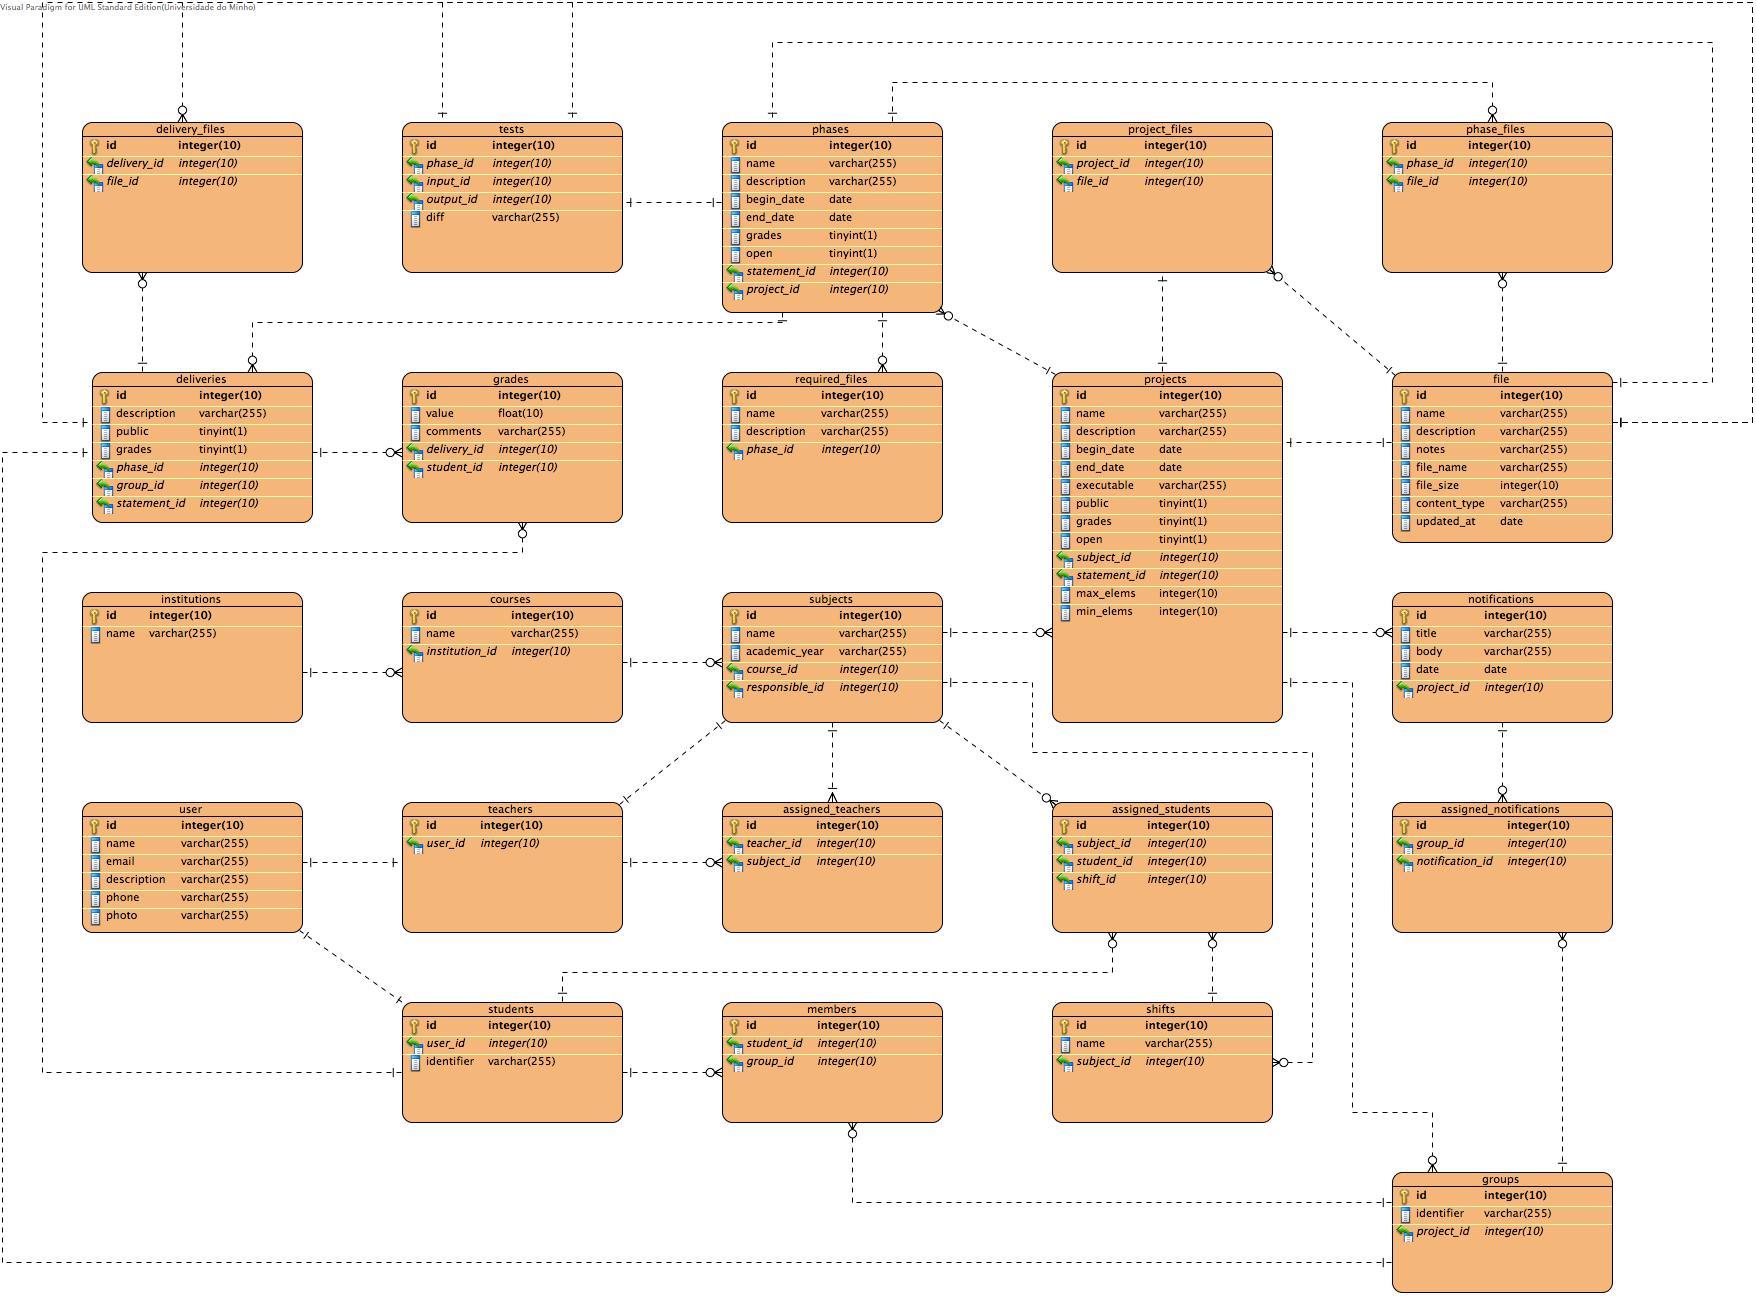 Visual Paradigm for UML Standard Edition(Universidade do Minho)
delivery_files
id integer(10)
delivery_id integer(10)
file_id integer(10)
tests
id integer(10)
phase_id integer(10)
input_id integer(10)
output_id integer(10)
diff varchar(255)
phases
id integer(10)
name varchar(255)
description varchar(255)
begin_date date
end_date date
grades tinyint(1)
open tinyint(1)
statement_id integer(10)
project_id integer(10)
project_files
id integer(10)
project_id integer(10)
file_id integer(10)
phase_files
id integer(10)
phase_id integer(10)
file_id integer(10)
deliveries
id integer(10)
description varchar(255)
public tinyint(1)
grades tinyint(1)
phase_id integer(10)
group_id integer(10)
statement_id integer(10)
grades
id integer(10)
value float(10)
comments varchar(255)
delivery_id integer(10)
student_id integer(10)
required_files
id integer(10)
name varchar(255)
description varchar(255)
phase_id integer(10)
projects
id integer(10)
name varchar(255)
description varchar(255)
begin_date date
end_date date
executable varchar(255)
public tinyint(1)
grades tinyint(1)
open tinyint(1)
subject_id integer(10)
statement_id integer(10)
max_elems integer(10)
min_elems integer(10)
file
id integer(10)
name varchar(255)
description varchar(255)
notes varchar(255)
file_name varchar(255)
file_size integer(10)
content_type varchar(255)
updated_at date
institutions
id integer(10)
name varchar(255)
courses
id integer(10)
name varchar(255)
institution_id integer(10)
subjects
id integer(10)
name varchar(255)
academic_year varchar(255)
course_id integer(10)
responsible_id integer(10)
notifications
id integer(10)
title varchar(255)
body varchar(255)
date date
project_id integer(10)
user
id integer(10)
name varchar(255)
email varchar(255)
description varchar(255)
phone varchar(255)
photo varchar(255)
teachers
id integer(10)
user_id integer(10)
assigned_teachers
id integer(10)
teacher_id integer(10)
subject_id integer(10)
assigned_students
id integer(10)
subject_id integer(10)
student_id integer(10)
shift_id integer(10)
assigned_notifications
id integer(10)
group_id integer(10)
notification_id integer(10)
students
id integer(10)
user_id integer(10)
identifier varchar(255)
members
id integer(10)
student_id integer(10)
group_id integer(10)
shifts
id integer(10)
name varchar(255)
subject_id integer(10)
groups
id integer(10)
identifier varchar(255)
project_id integer(10)